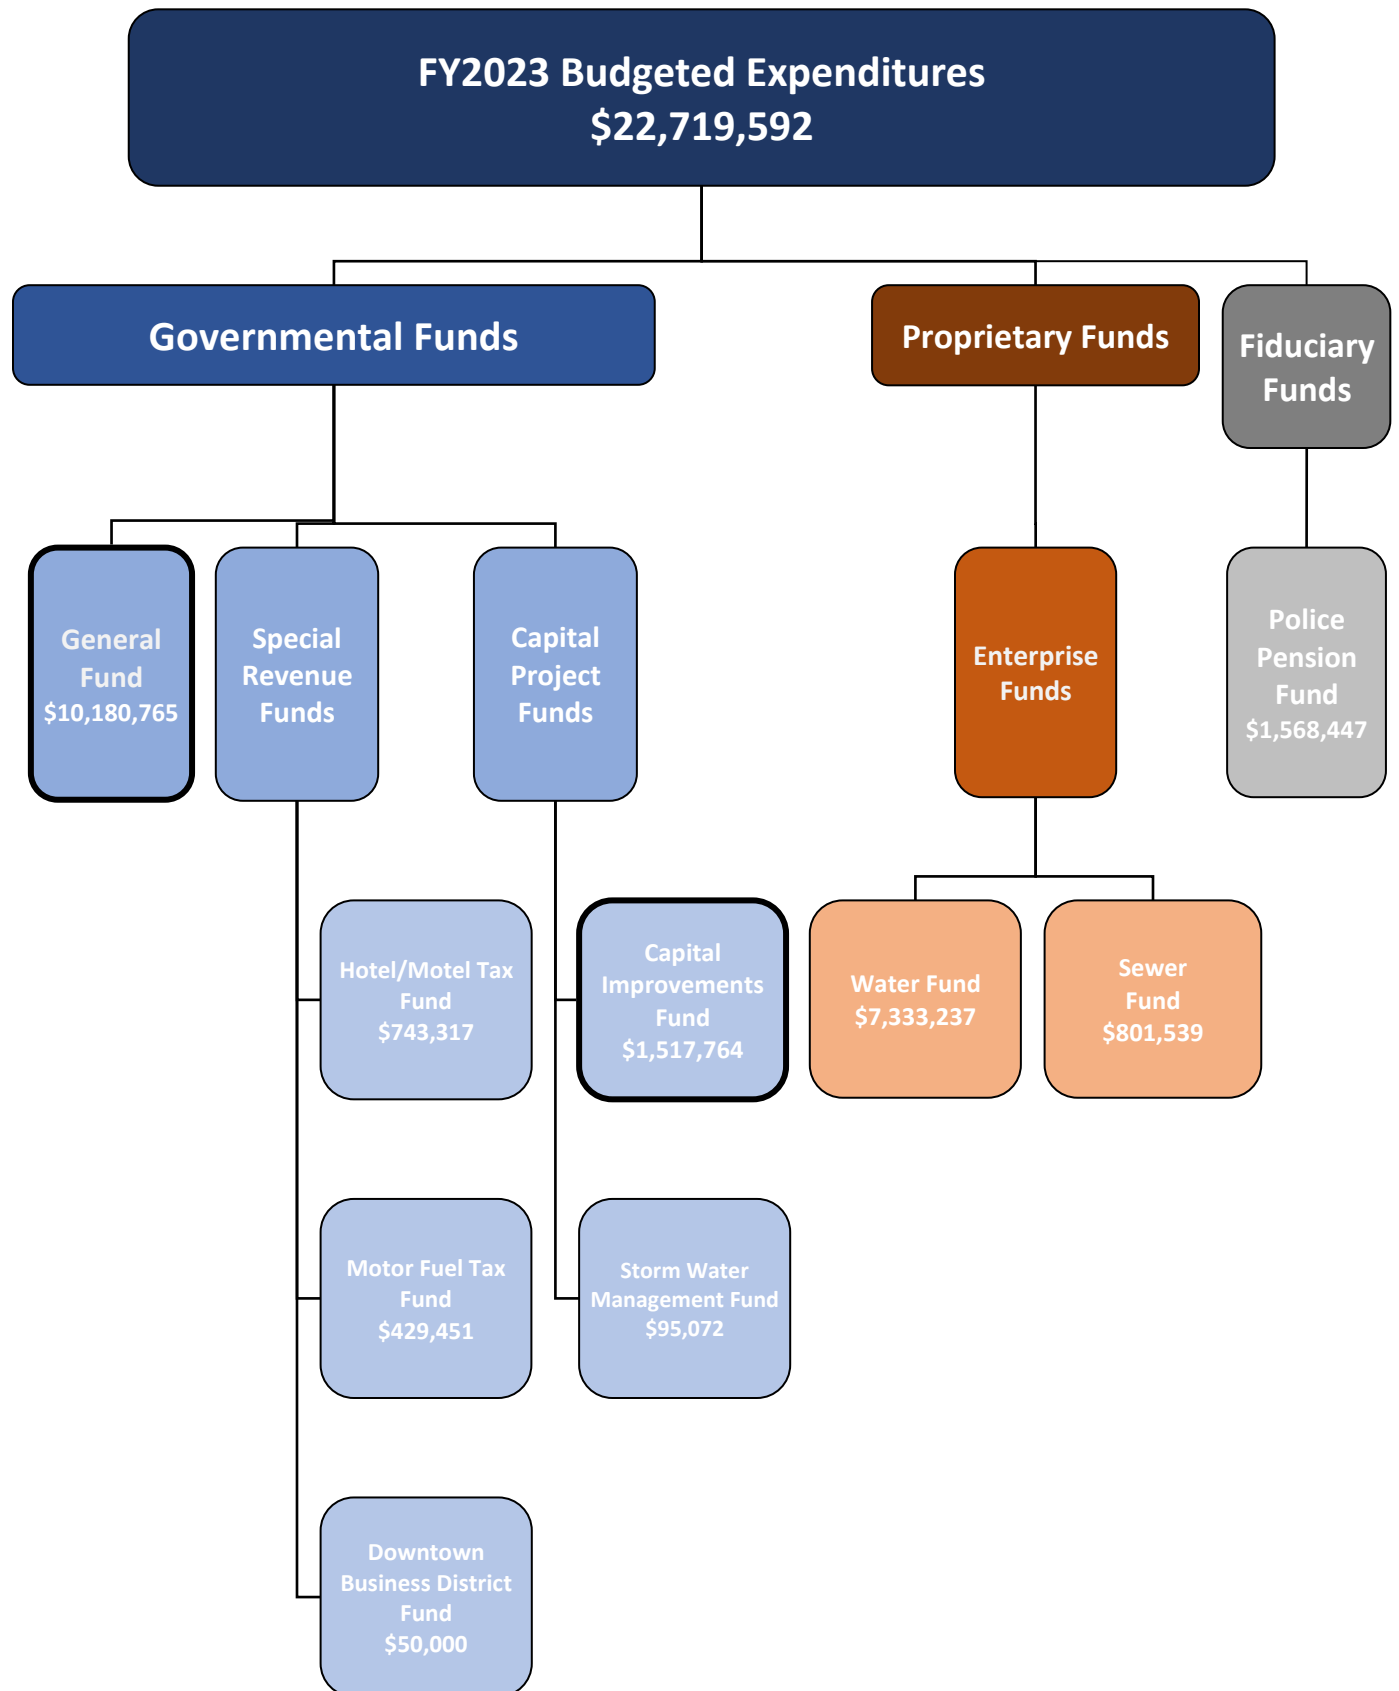 FY2023 Budgeted Expenditures
$22,719,592
Governmental Funds
Proprietary Funds
Fiduciary
Funds
General
Fund
$10,180,765
Special
Revenue
Funds
Capital
Project
Funds
Enterprise
Funds
Police
Pension
Fund
$1,568,447
Hotel/Motel Tax
Fund
$743,317
Capital
Improvements
Fund
$1,517,764
Water Fund
$7,333,237
Sewer
Fund
$801,539
Motor Fuel Tax
Fund
$429,451
Storm Water
Management Fund
$95,072
Downtown
Business District
Fund
$50,000